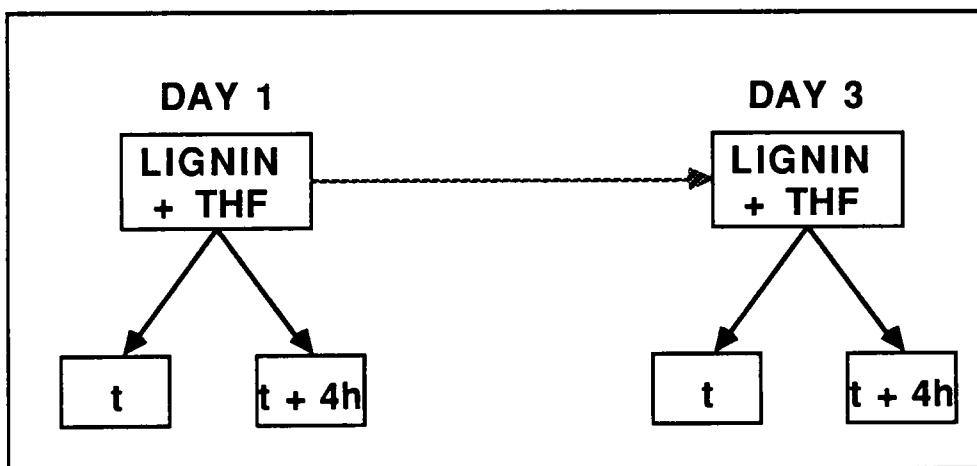 DAY 1
DAY 3
LIGNIN
+ THF
LIGNIN
+ THF
t
t + 4h
t
t + 4h